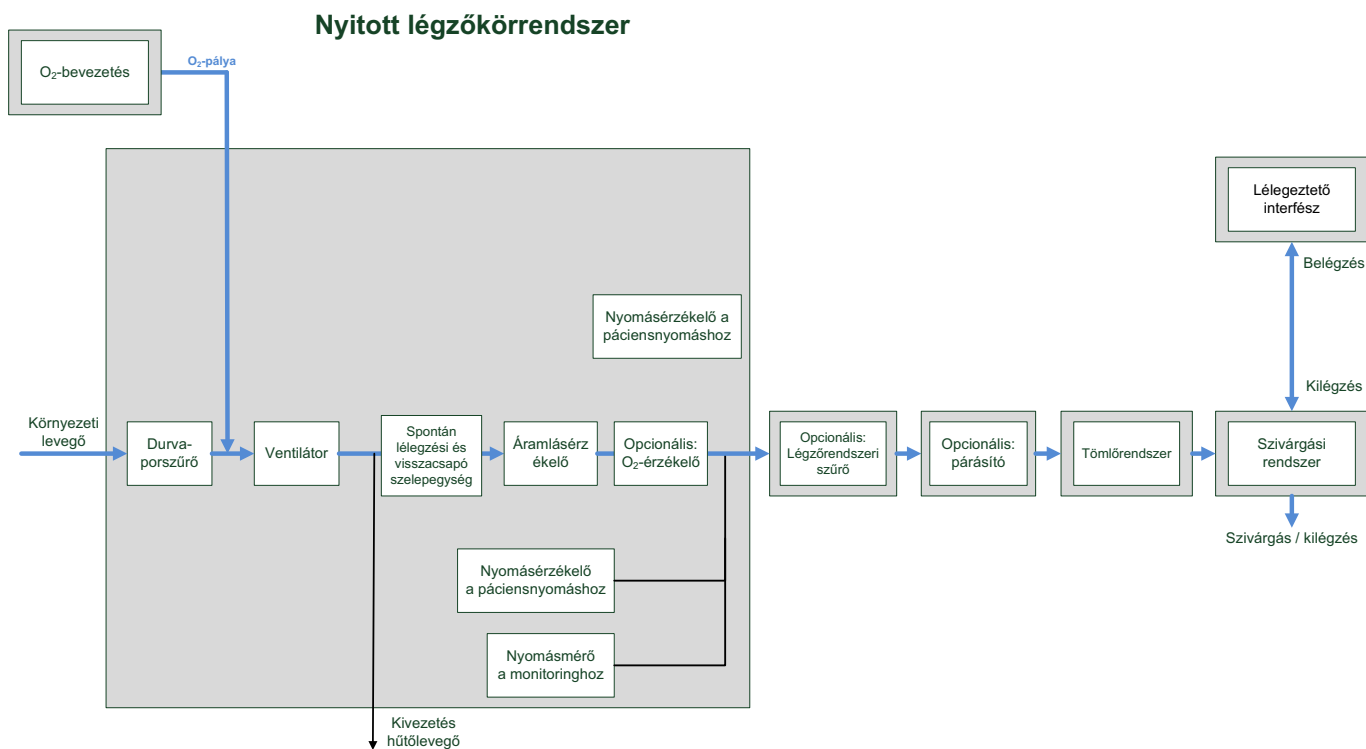 Nyitott légzőkörrendszer
O₂-bevezetés
O₂-pálya
Lélegeztető
interfész
Belégzés
Nyomásérzékelő a
páciensnyomáshoz
Kilégzés
Környezeti
levegő
Durva-
porszűrő
Ventilátor
Spontán
lélegzési és
visszacsapó
szelepegység
Áramlásérz
ékelő
Opcionális:
O₂-érzékelő
Opcionális:
Légzőrendszeri
szűrő
Opcionális:
párásító
Tömlőrendszer
Szivárgási
rendszer
Szivárgás / kilégzés
Nyomásérzékelő
a páciensnyomáshoz
Nyomásmérő
a monitoringhoz
Kivezetés
hűtőlevegő